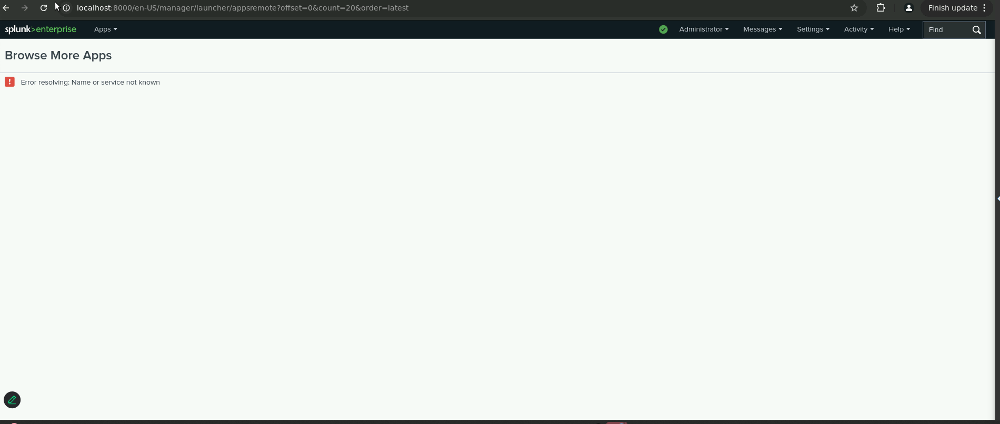 localhost:8000/en-US/manager/launcher/appsremote?offset=0&count=20&order=latest
Finish update
splunk>enterprise Apps Administrator Messages Settings Activity Help Find
Browse More Apps
Error resolving: Name or service not known